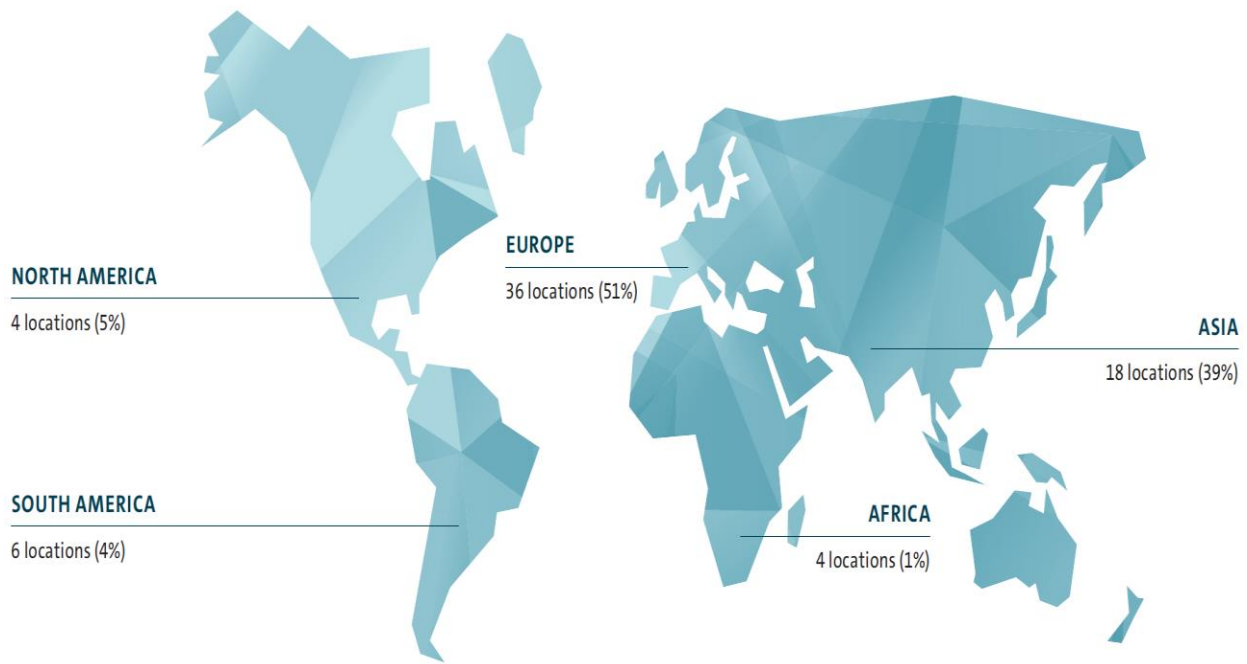 NORTH AMERICA
4 locations (5%)
EUROPE
36 locations (51%)
ASIA
18 locations (39%)
SOUTH AMERICA
6 locations (4%)
AFRICA
4 locations (1%)